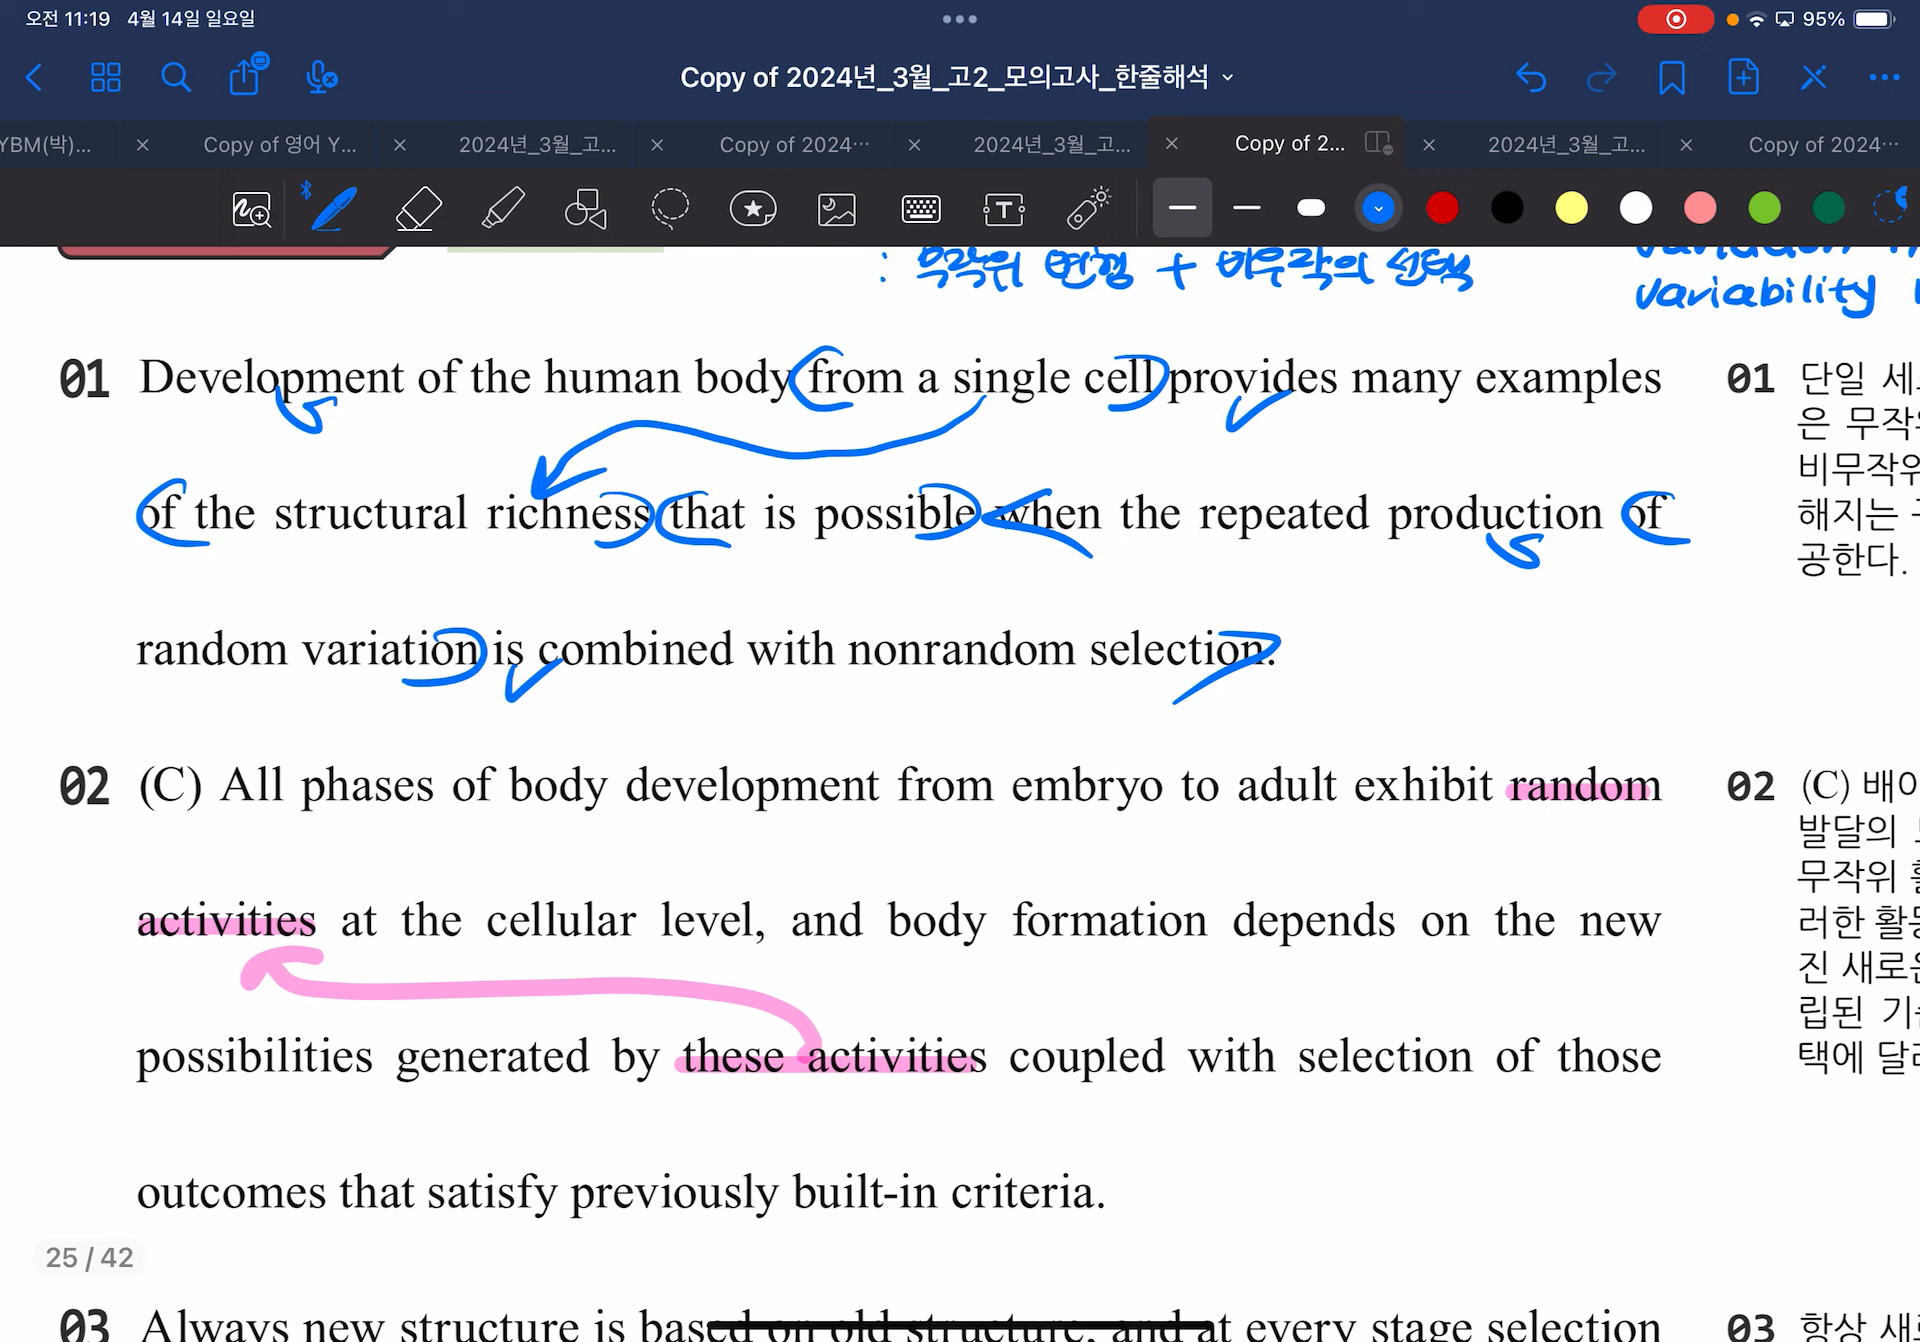 오전 11:19 4월 14일 일요일
95%
Copy of 2024년_3월_고2_모의고사_한줄해석
YBM(박)...
Copy of 영어 Y...
2024년_3월_고...
Copy of 2024...
2024년_3월_고...
Copy of 2...
2024년_3월_고...
Copy of 2024...
: 무작위 변형 + 비무작위 선택
variation
variability
01 Development of the human body from a single cell provides many examples
of the structural richness that is possible when the repeated production of
random variation is combined with nonrandom selection.
01 단일 세
은 무작
비무작위
해지는
공한다.
02 (C) All phases of body development from embryo to adult exhibit random
activities at the cellular level, and body formation depends on the new
possibilities generated by these activities coupled with selection of those
outcomes that satisfy previously built-in criteria.
02 (C) 배아
발달의
무작위
러한 활동
진 새로운
립된
택에
25 / 42
03 Always new structure is based on old structure, and at every stage selection
03 항상